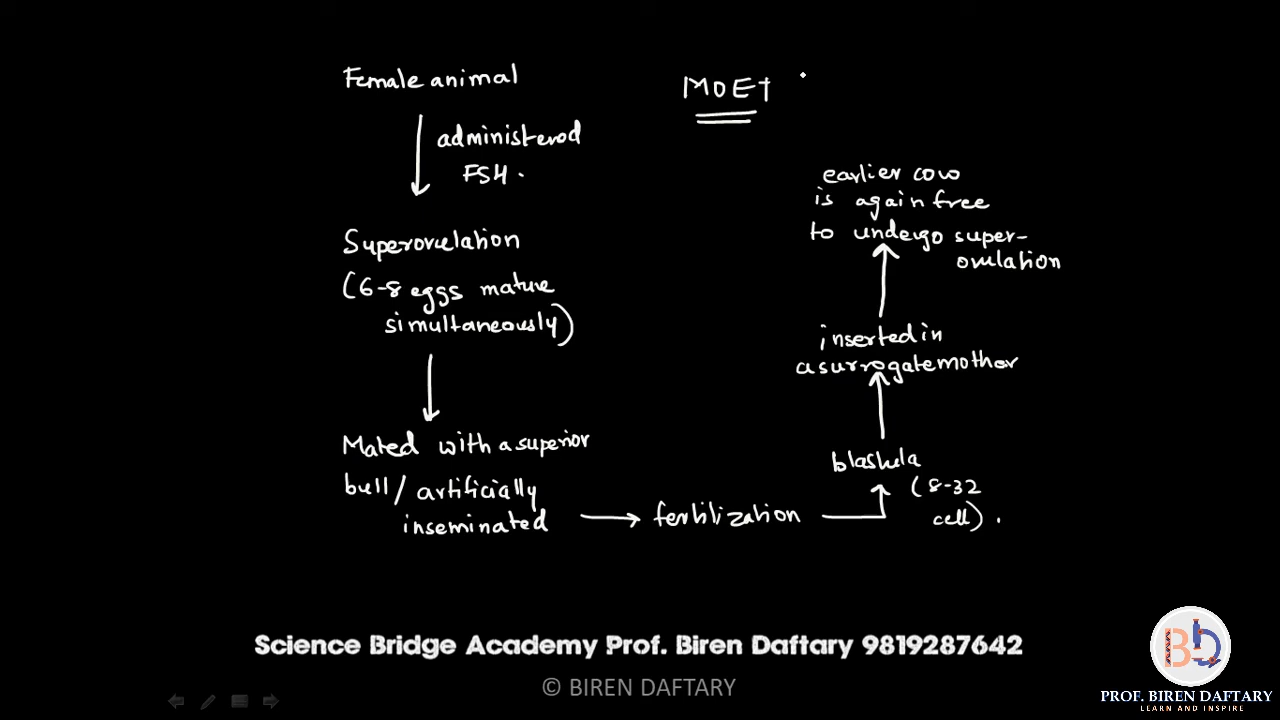 Female animal
MOET
administered
FSH.
Superovulation
(6-8 eggs mature
simultaneously)
Mated with a superior
bull/ artificially
inseminated
fertilization
blastula
(8-32
cell).
inserted in
a surrogate mother
earlier cow
is again free
to undergo super-
ovulation
Science Bridge Academy Prof. Biren Daftary 9819287642
© BIREN DAFTARY
BD
PROF. BIREN DAFTARY
LEARN AND INSPIRE